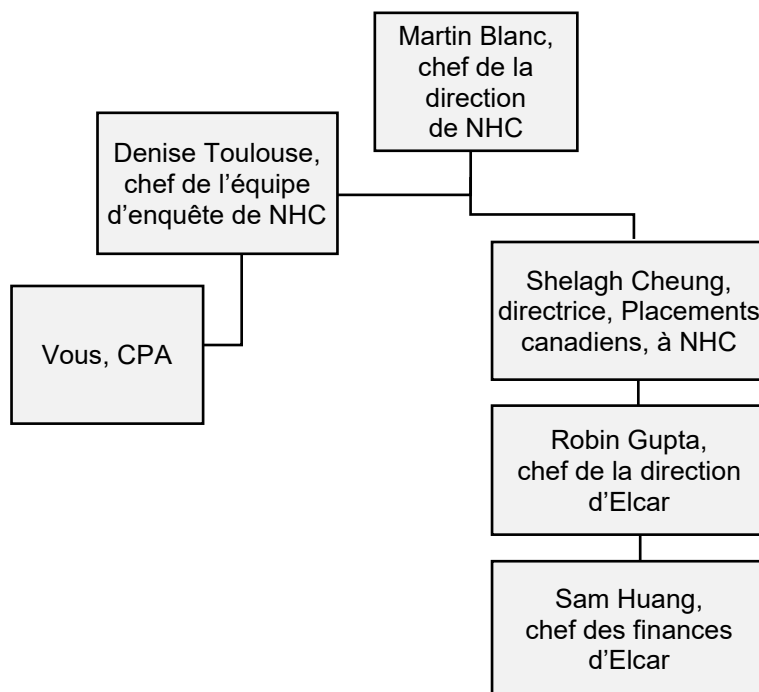 Martin Blanc,
chef de la
direction
de NHC
Denise Toulouse,
chef de l’équipe
d’enquête de NHC
Vous, CPA
Shelagh Cheung,
directrice, Placements
canadiens, à NHC
Robin Gupta,
chef de la direction
d’Elcar
Sam Huang,
chef des finances
d’Elcar